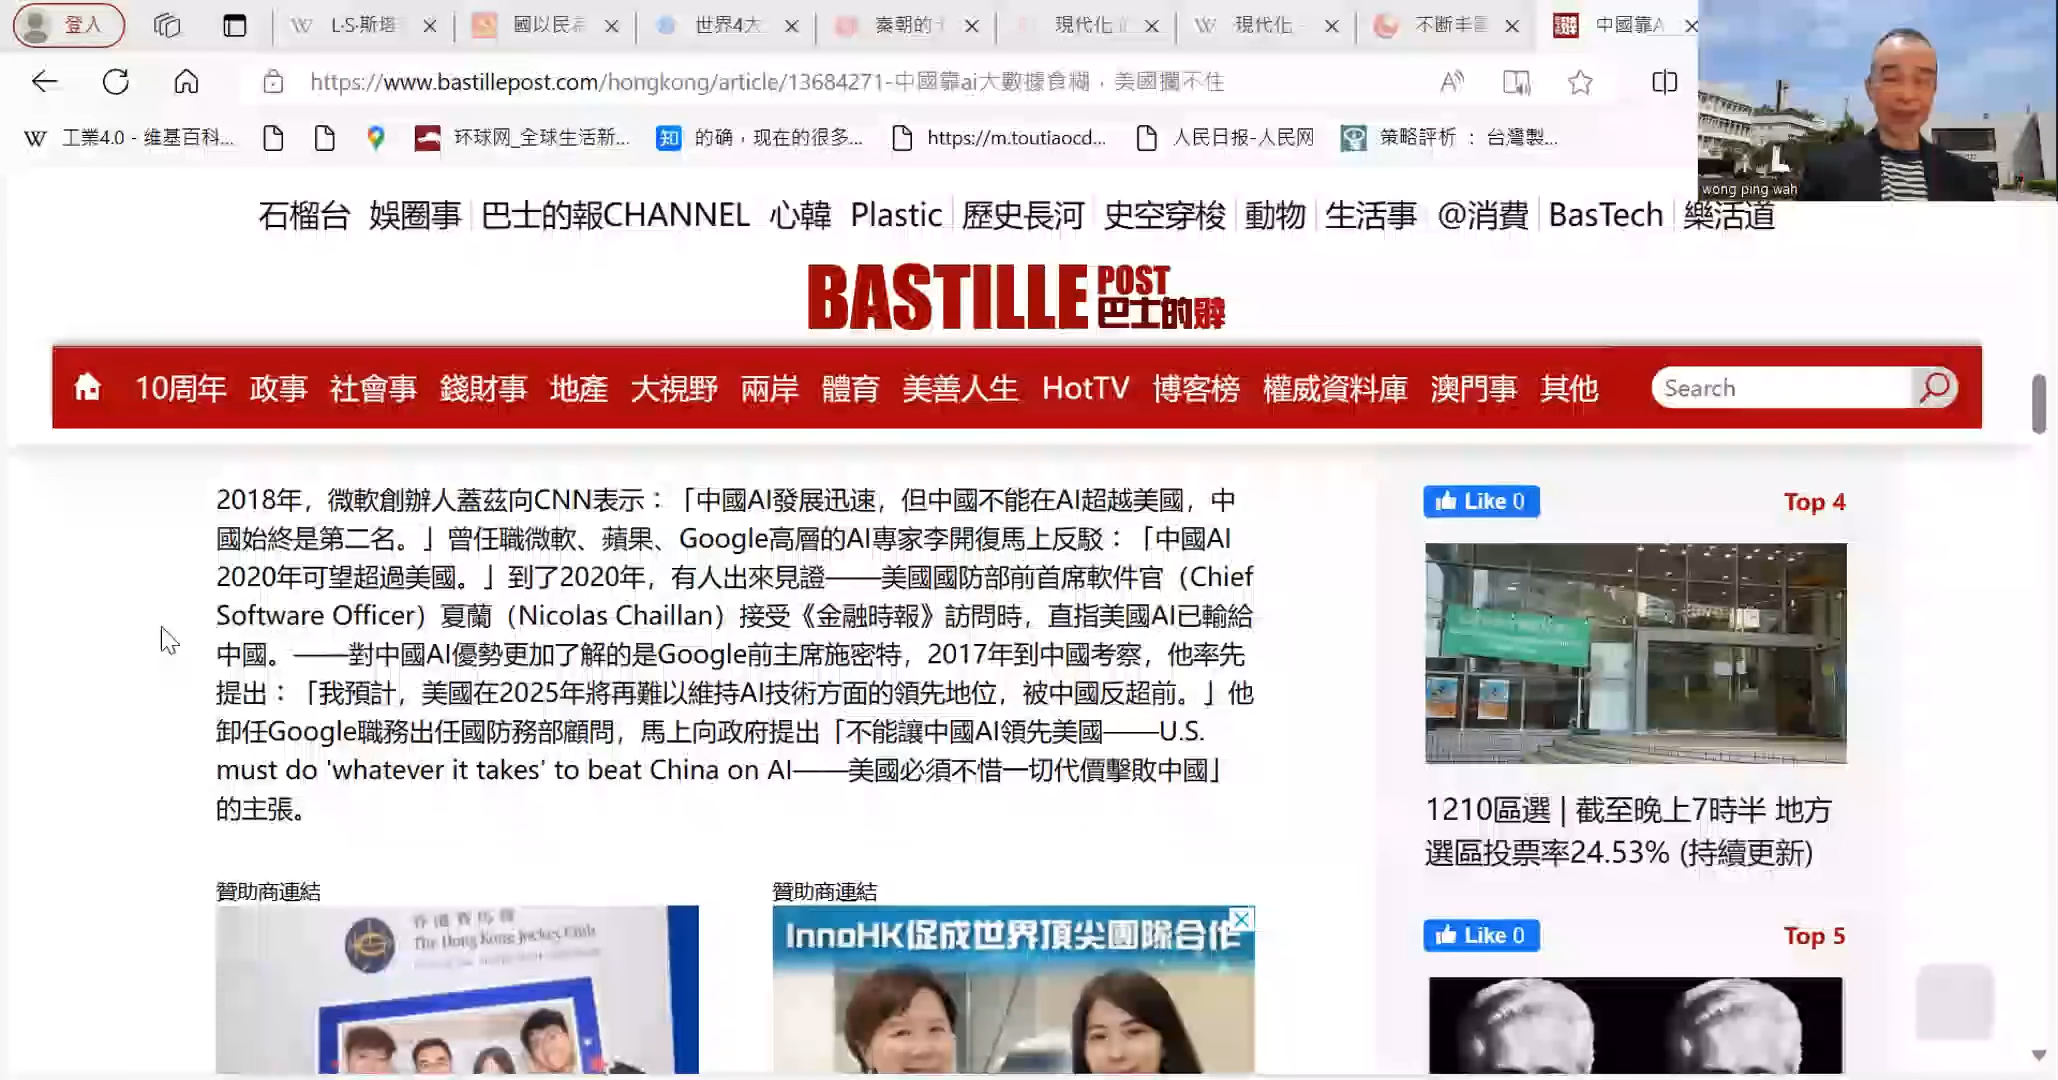 登入
L·S·斯塔
國以民為
世界4大
秦朝的
現代化
現代化 -
不断丰富
中國靠A
https://www.bastillepost.com/hongkong/article/13684271-中國靠ai大數據食糊，美國攔不住
工業4.0 - 维基百科...
环球网_全球生活新...
知 的确，现在的很多...
https://m.toutiaocd...
人民日报-人民网
策略評析 ： 台灣製...
wong ping wah
石榴台 娛圈事 巴士的報CHANNEL 心韓 Plastic 歷史長河 史空穿梭 動物 生活事 @消費 BasTech 樂活道
BASTILLE POST 巴士的報
10周年 政事 社會事 錢財事 地產 大視野 兩岸 體育 美善人生 HotTV 博客榜 權威資料庫 澳門事 其他 Search
2018年，微軟創辦人蓋茲向CNN表示：「中國AI發展迅速，但中國不能在AI超越美國，中
國始終是第二名。」曾任職微軟、蘋果、Google高層的AI專家李開復馬上反駁：「中國AI
2020年可望超過美國。」到了2020年，有人出來見證——美國國防部前首席軟件官（Chief
Software Officer）夏蘭（Nicolas Chaillan）接受《金融時報》訪問時，直指美國AI已輸給
中國。——對中國AI優勢更加了解的是Google前主席施密特，2017年到中國考察，他率先
提出：「我預計，美國在2025年將再難以維持AI技術方面的領先地位，被中國反超前。」他
卸任Google職務出任國防務部顧問，馬上向政府提出「不能讓中國AI領先美國——U.S.
must do 'whatever it takes' to beat China on AI——美國必須不惜一切代價擊敗中國」
的主張。
Like 0
Top 4
1210區選 | 截至晚上7時半 地方
選區投票率24.53% (持續更新)
Like 0
Top 5
贊助商連結
香港賽馬會
The Hong Kong Jockey Club
贊助商連結
InnoHK促成世界頂尖團隊合作